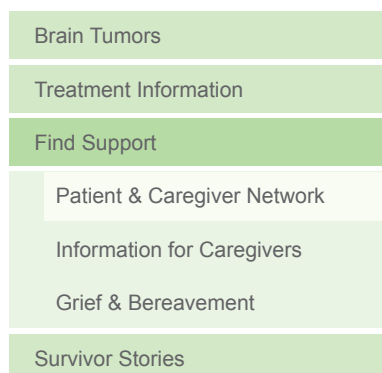 Brain Tumors
Treatment Information
Find Support
Patient & Caregiver Network
Information for Caregivers
Grief & Bereavement
Survivor Stories